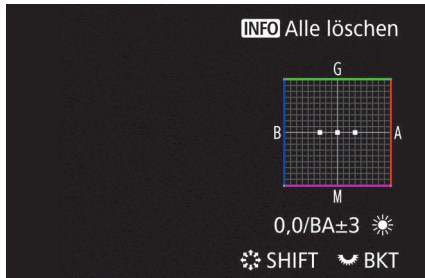 INFO Alle löschen
G
B A
M
0,0/BA±3
SHIFT BKT